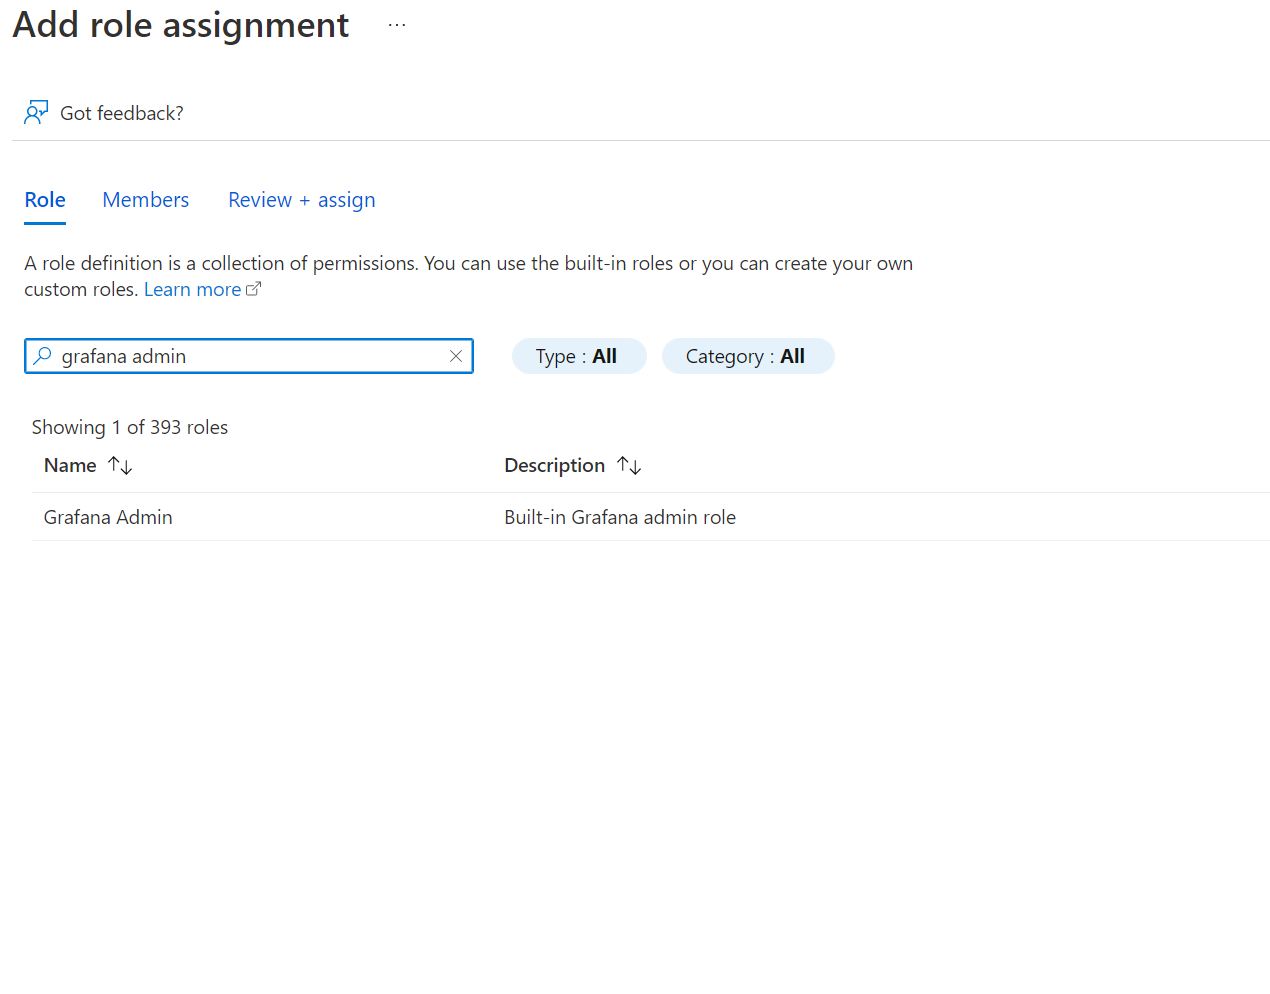 Add role assignment ...
Got feedback?
Role Members Review + assign
A role definition is a collection of permissions. You can use the built-in roles or you can create your own
custom roles. Learn more
grafana admin Type : All Category : All
Showing 1 of 393 roles
Name Description
Grafana Admin Built-in Grafana admin role